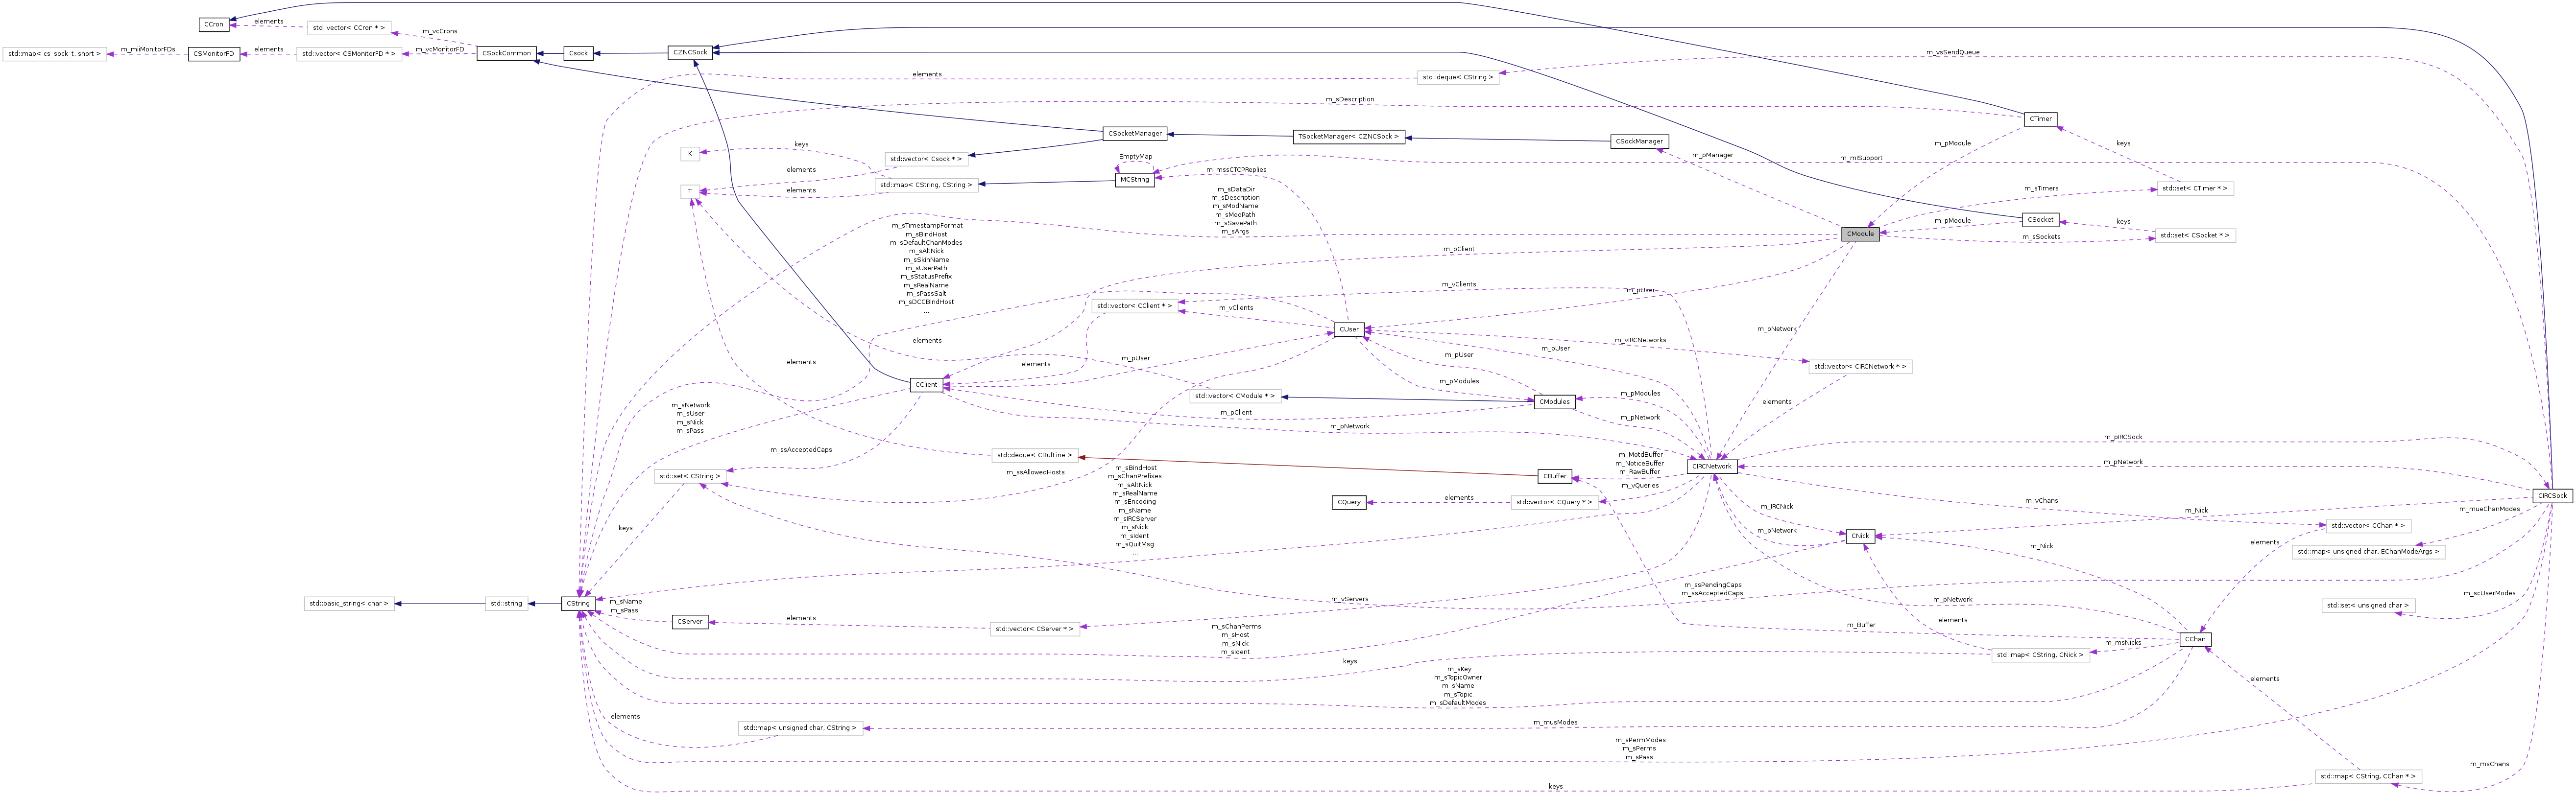 CCron
elements
std::vector< CCron * >
m_vcCrons
std::map< cs_sock_t, short >
m_miiMonitorFDs
CSMonitorFD
elements
std::vector< CSMonitorFD * >
m_vcMonitorFD
CSockCommon
Csock
CZNCSock
m_vsSendQueue
elements
std::deque< CString >
m_sDescription
CTimer
CSocketManager
TSocketManager< CZNCSock >
CSockManager
K
keys
std::vector< Csock * >
EmptyMap
m_pManager
m_mISupport
m_pModule
keys
T
elements
elements
std::map< CString, CString >
MCString
m_mssCTCPReplies
m_sTimers
std::set< CTimer * >
m_sDataDir
m_sDescription
m_sModName
m_sModPath
m_sSavePath
m_sArgs
CModule
m_pModule
CSocket
keys
m_sSockets
std::set< CSocket * >
m_sTimestampFormat
m_sBindHost
m_sDefaultChanModes
m_sAltNick
m_sSkinName
m_sUserPath
m_sStatusPrefix
m_sRealName
m_sPassSalt
m_sDCCBindHost
...
m_pClient
m_vClients
m_pUser
std::vector< CClient * >
m_vClients
CUser
m_pNetwork
elements
m_vIRCNetworks
m_pUser
m_pUser
m_pUser
elements
elements
std::vector< CIRCNetwork * >
CClient
m_pModules
std::vector< CModule * >
CModules
m_pModules
elements
m_sNetwork
m_sUser
m_sNick
m_sPass
m_pClient
m_pNetwork
m_pNetwork
m_pIRCSock
m_ssAcceptedCaps
std::deque< CBufLine >
m_MotdBuffer
m_NoticeBuffer
m_RawBuffer
CIRCNetwork
m_pNetwork
std::set< CString >
m_ssAllowedHosts
CBuffer
m_vQueries
m_sBindHost
m_sChanPrefixes
m_sAltNick
m_sRealName
m_sEncoding
m_sName
m_sIRCServer
m_sNick
m_sIdent
m_sQuitMsg
...
CQuery
elements
std::vector< CQuery * >
m_IRCNick
m_vChans
CIRCSock
m_Nick
m_mueChanModes
keys
m_pNetwork
CNick
std::vector< CChan * >
m_Nick
elements
std::map< unsigned char, EChanModeArgs >
m_ssPendingCaps
m_ssAcceptedCaps
m_scUserModes
std::basic_string< char >
std::string
CString
m_sName
m_sPass
m_vServers
m_pNetwork
std::set< unsigned char >
CServer
elements
std::vector< CServer * >
m_sChanPerms
m_sHost
m_sNick
m_sIdent
m_Buffer
elements
CChan
m_msNicks
std::map< CString, CNick >
keys
m_sKey
m_sTopicOwner
m_sName
m_sTopic
m_sDefaultModes
elements
elements
std::map< unsigned char, CString >
m_musModes
m_sPermModes
m_sPerms
m_sPass
m_msChans
std::map< CString, CChan * >
keys